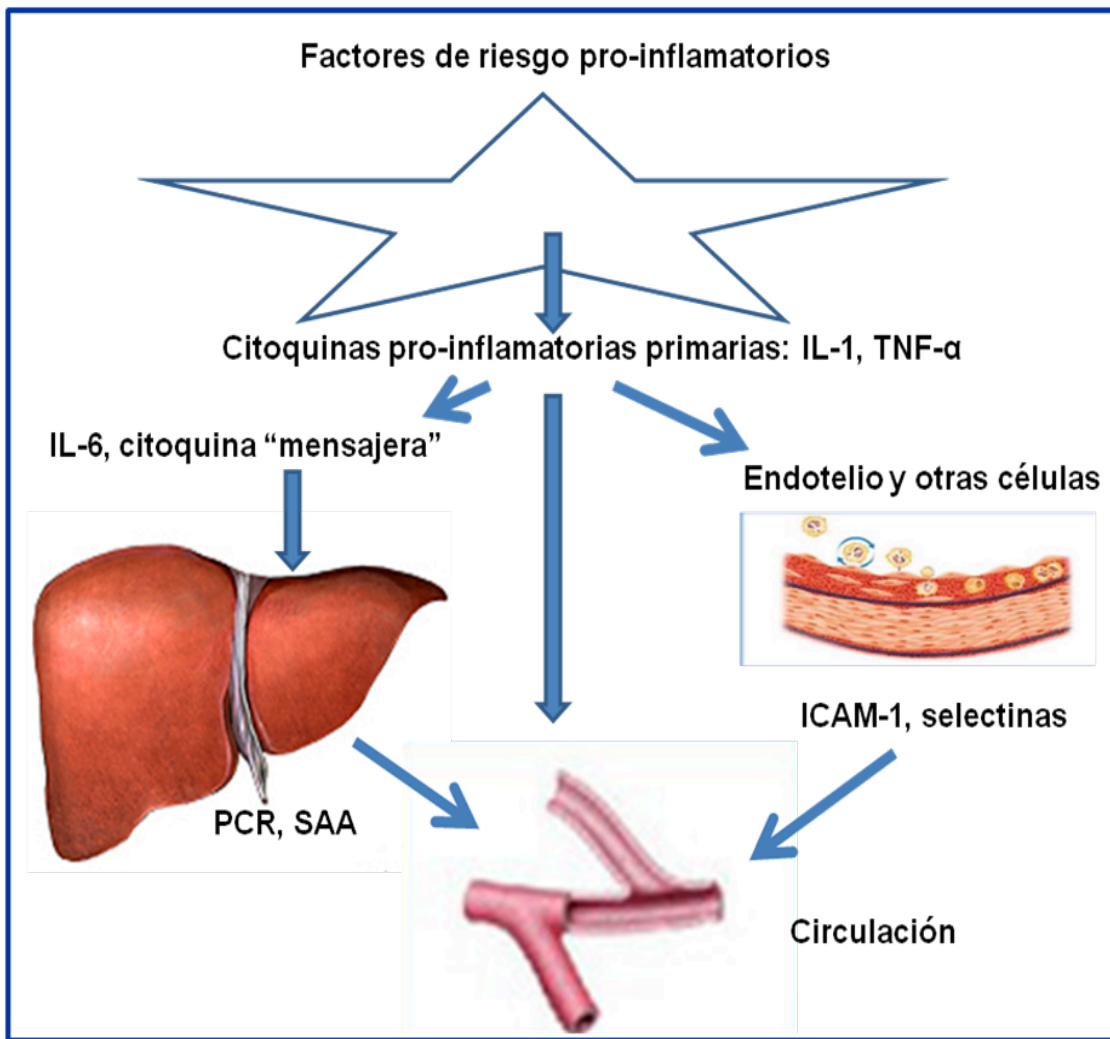 Factores de riesgo pro-inflamatorios
Citoquinas pro-inflamatorias primarias: IL-1, TNF-α
IL-6, citoquina “mensajera”
Endotelio y otras células
ICAM-1, selectinas
PCR, SAA
Circulación